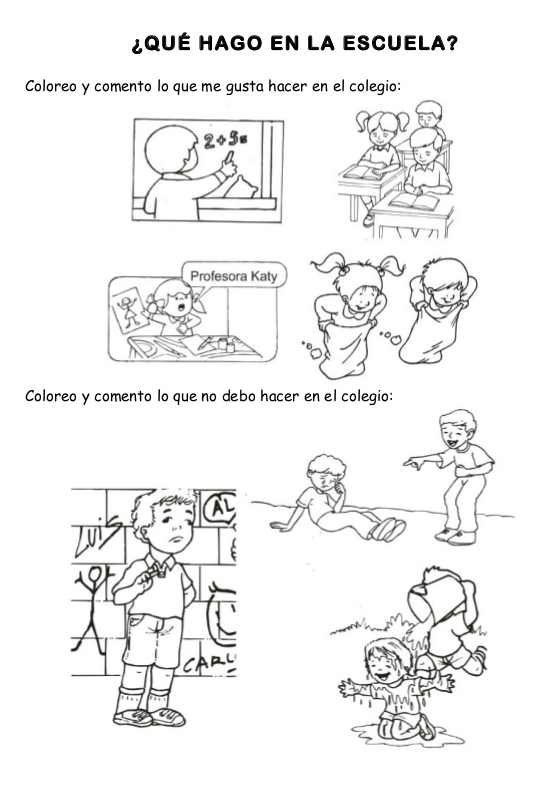 ¿QUÉ HAGO EN LA ESCUELA?
Coloreo y comento lo que me gusta hacer en el colegio:
2+5=
Profesora Katy
Coloreo y comento lo que no debo hacer en el colegio:
AL
LUIS
CARL